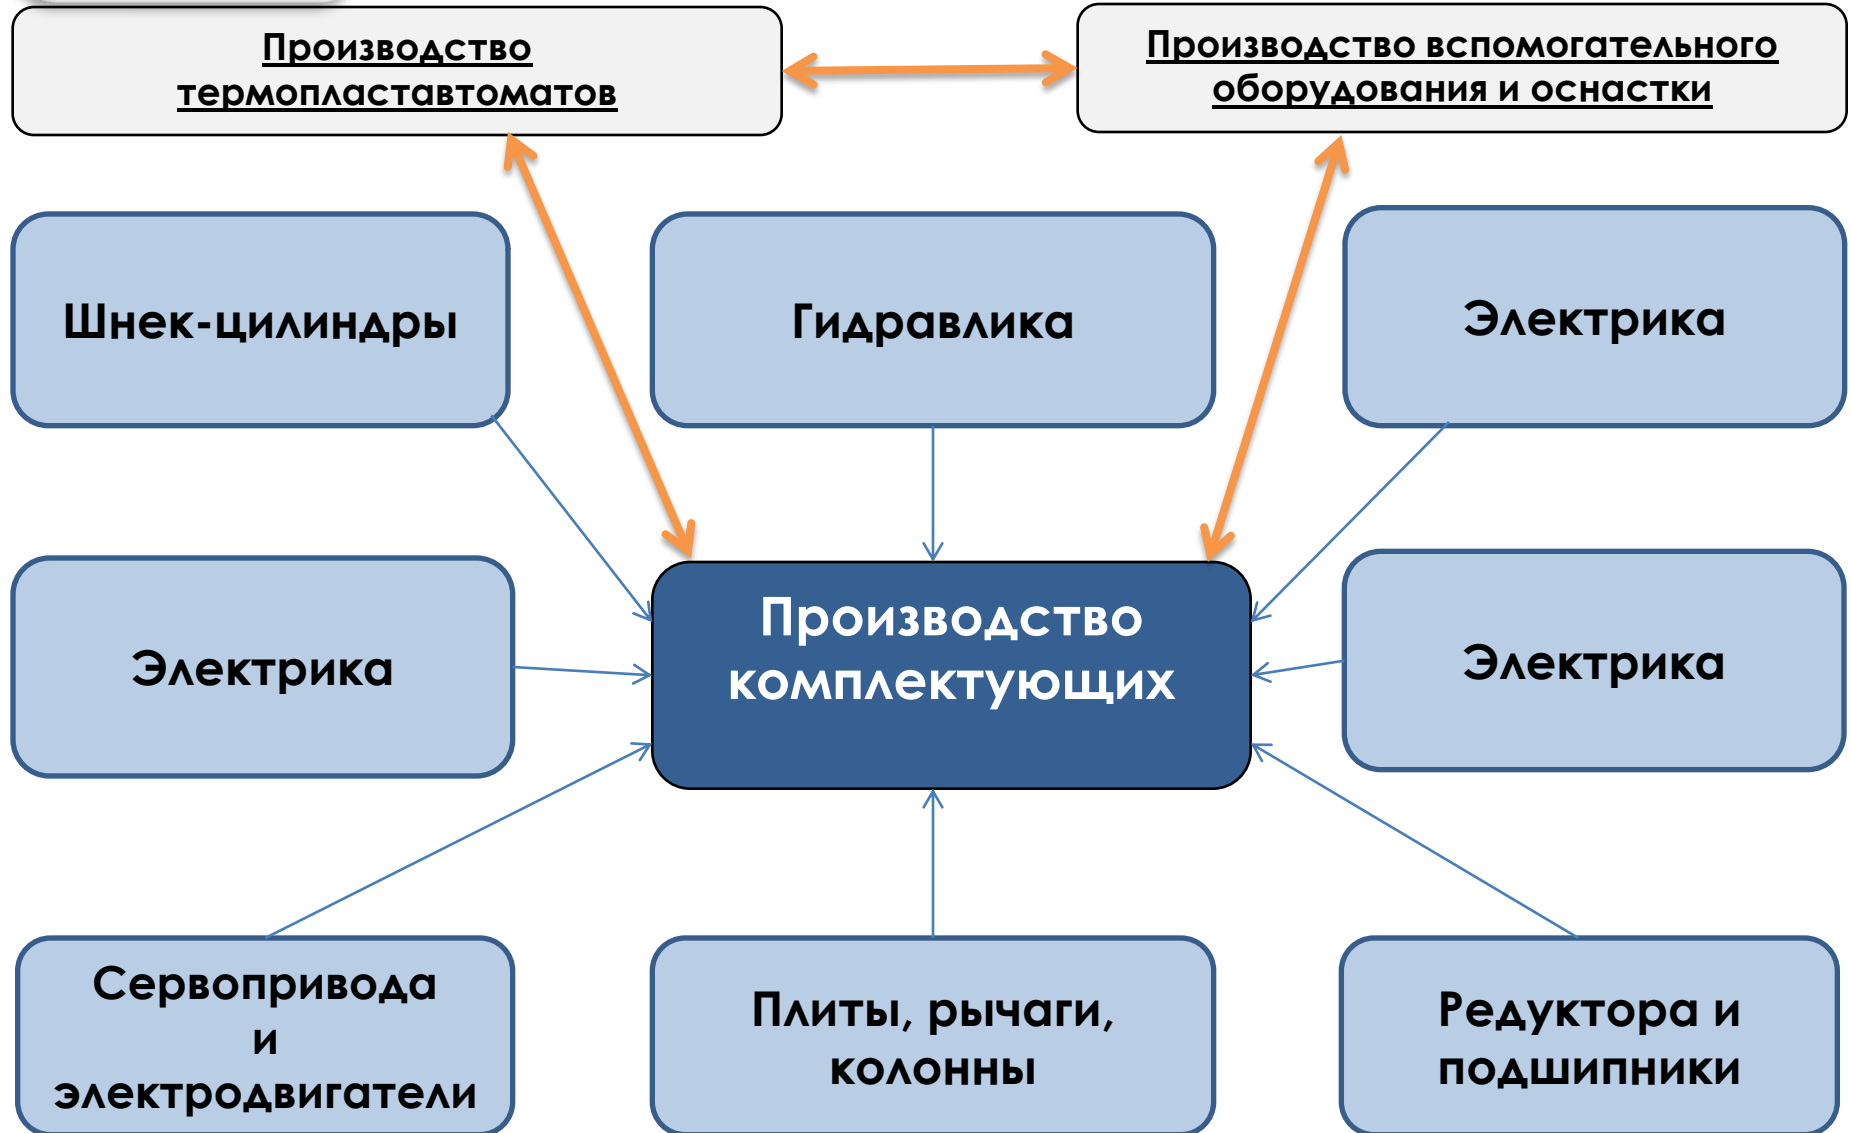 Производство
термопластавтоматов
Производство вспомогательного
оборудования и оснастки
Шнек-цилиндры
Гидравлика
Электрика
Электрика
Производство
комплектующих
Электрика
Сервопривода
и
электродвигатели
Плиты, рычаги,
колонны
Редуктора и
подшипники